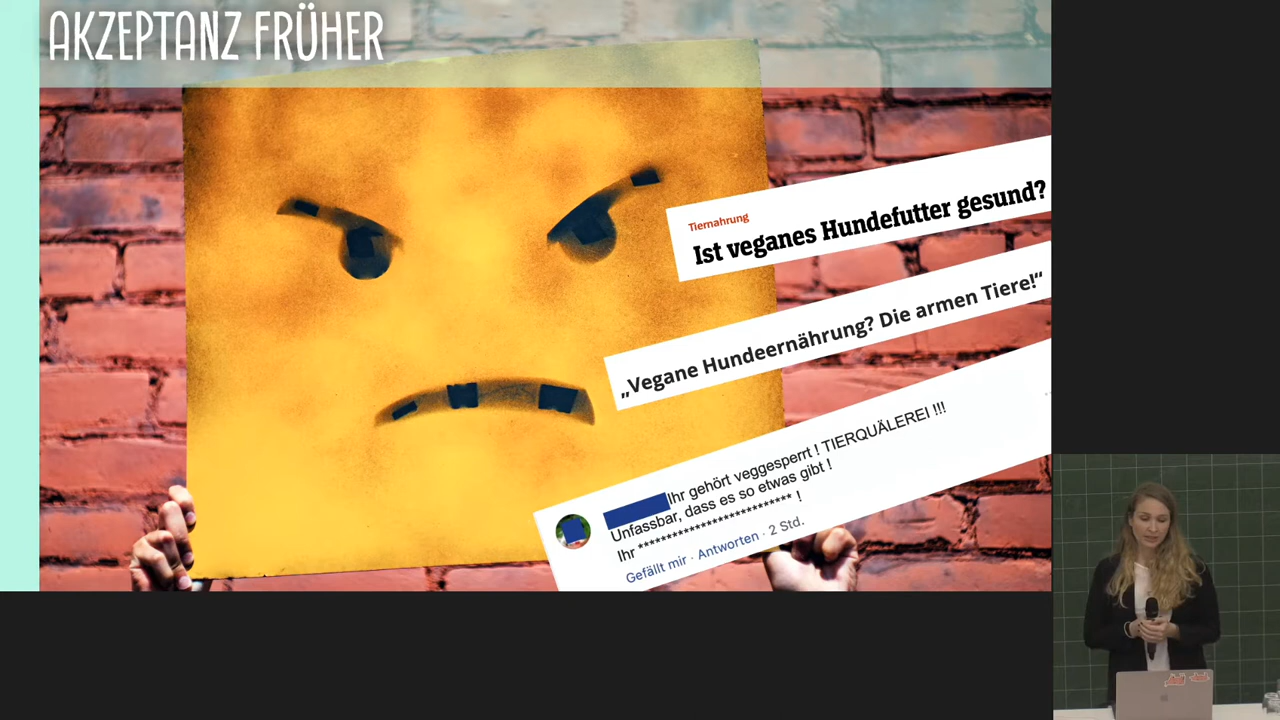 AKZEPTANZ FRÜHER
Tiernahrung
Ist veganes Hundefutter gesund?
„Vegane Hundeernährung? Die armen Tiere!“
Ihr gehört veggesperrt ! TIERQUÄLEREI !!!
Unfassbar, dass es so etwas gibt !
Ihr ************************** !
Gefällt mir · Antworten · 2 Std.